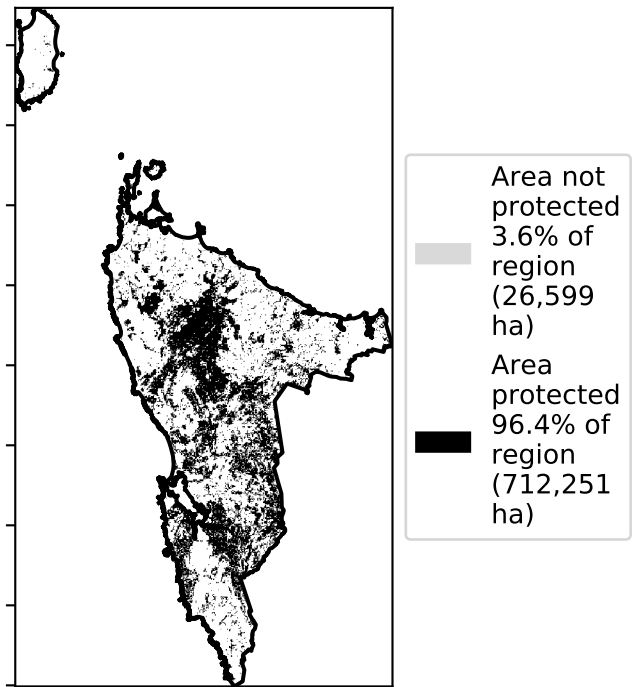 Area not
protected
3.6% of
region
(26,599
ha)
Area
protected
96.4% of
region
(712,251
ha)